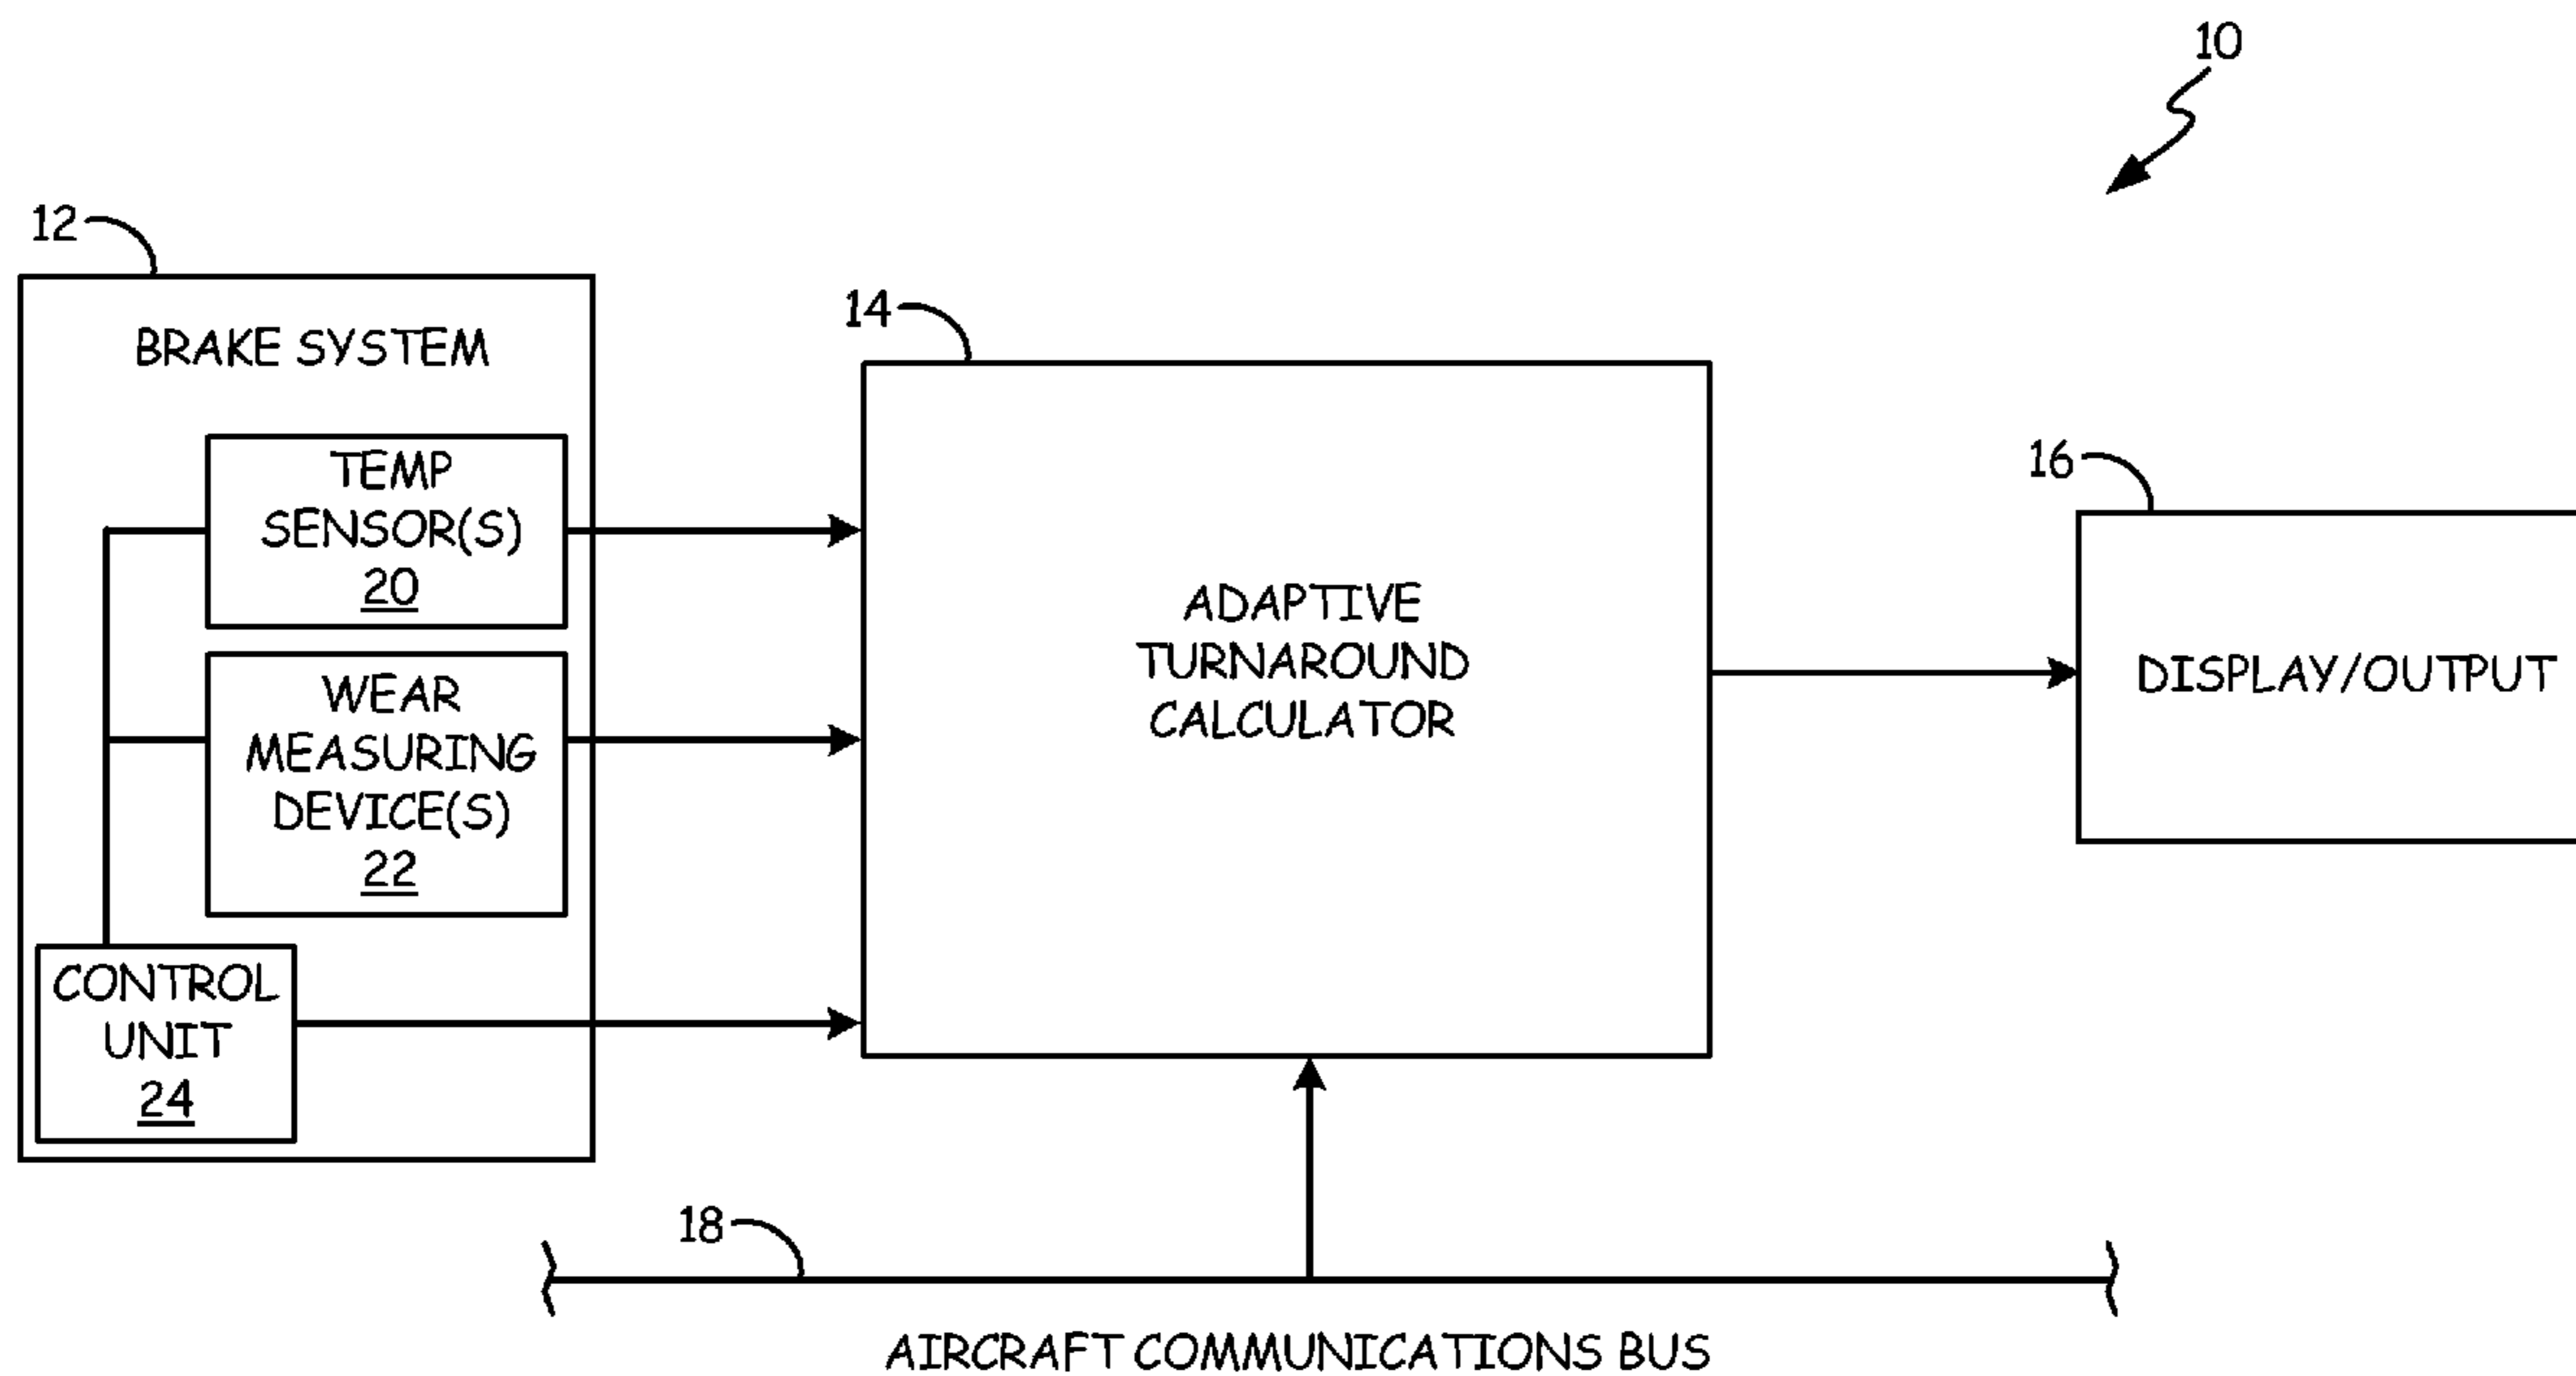 10
12
BRAKE SYSTEM
TEMP
SENSOR(S)
20
WEAR
MEASURING
DEVICE(S)
22
CONTROL
UNIT
24
14
ADAPTIVE
TURNAROUND
CALCULATOR
16
DISPLAY/OUTPUT
18
AIRCRAFT COMMUNICATIONS BUS